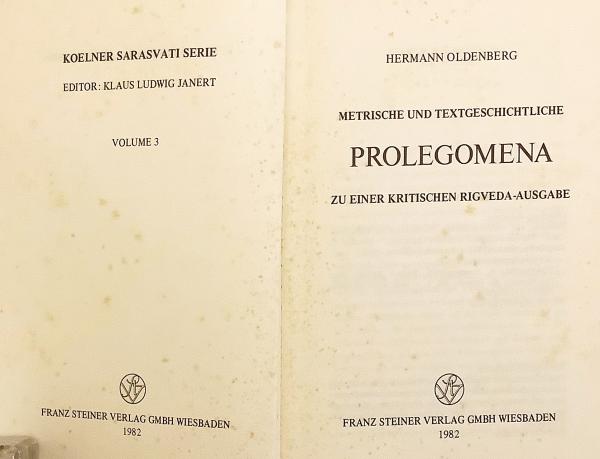 KOELNER SARASVATI SERIE
EDITOR: KLAUS LUDWIG JANERT
VOLUME 3
FRANZ STEINER VERLAG GMBH WIESBADEN
1982
HERMANN OLDENBERG
METRISCHE UND TEXTGESCHICHTLICHE
PROLEGOMENA
ZU EINER KRITISCHEN RIGVEDA-AUSGABE
FRANZ STEINER VERLAG GMBH WIESBADEN
1982